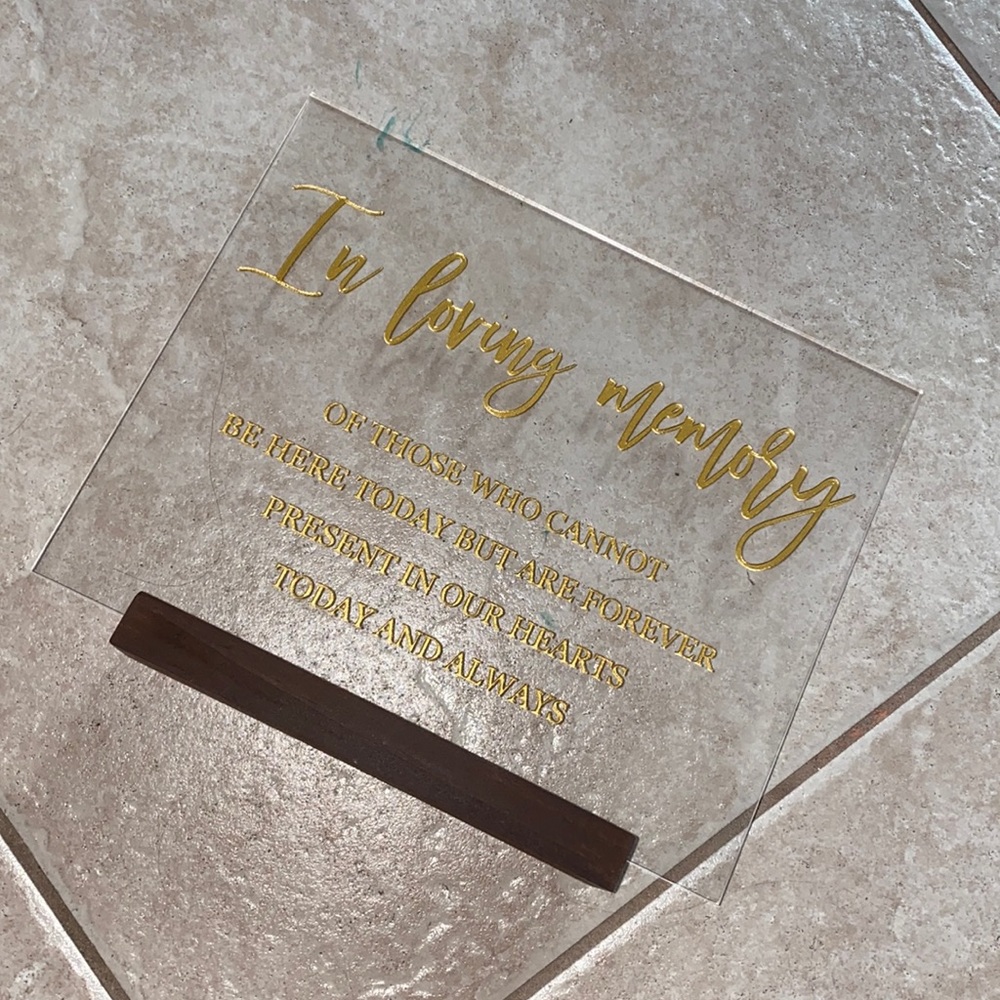 In loving memory
OF THOSE WHO CANNOT
BE HERE TODAY BUT ARE FOREVER
PRESENT IN OUR HEARTS
TODAY AND ALWAYS